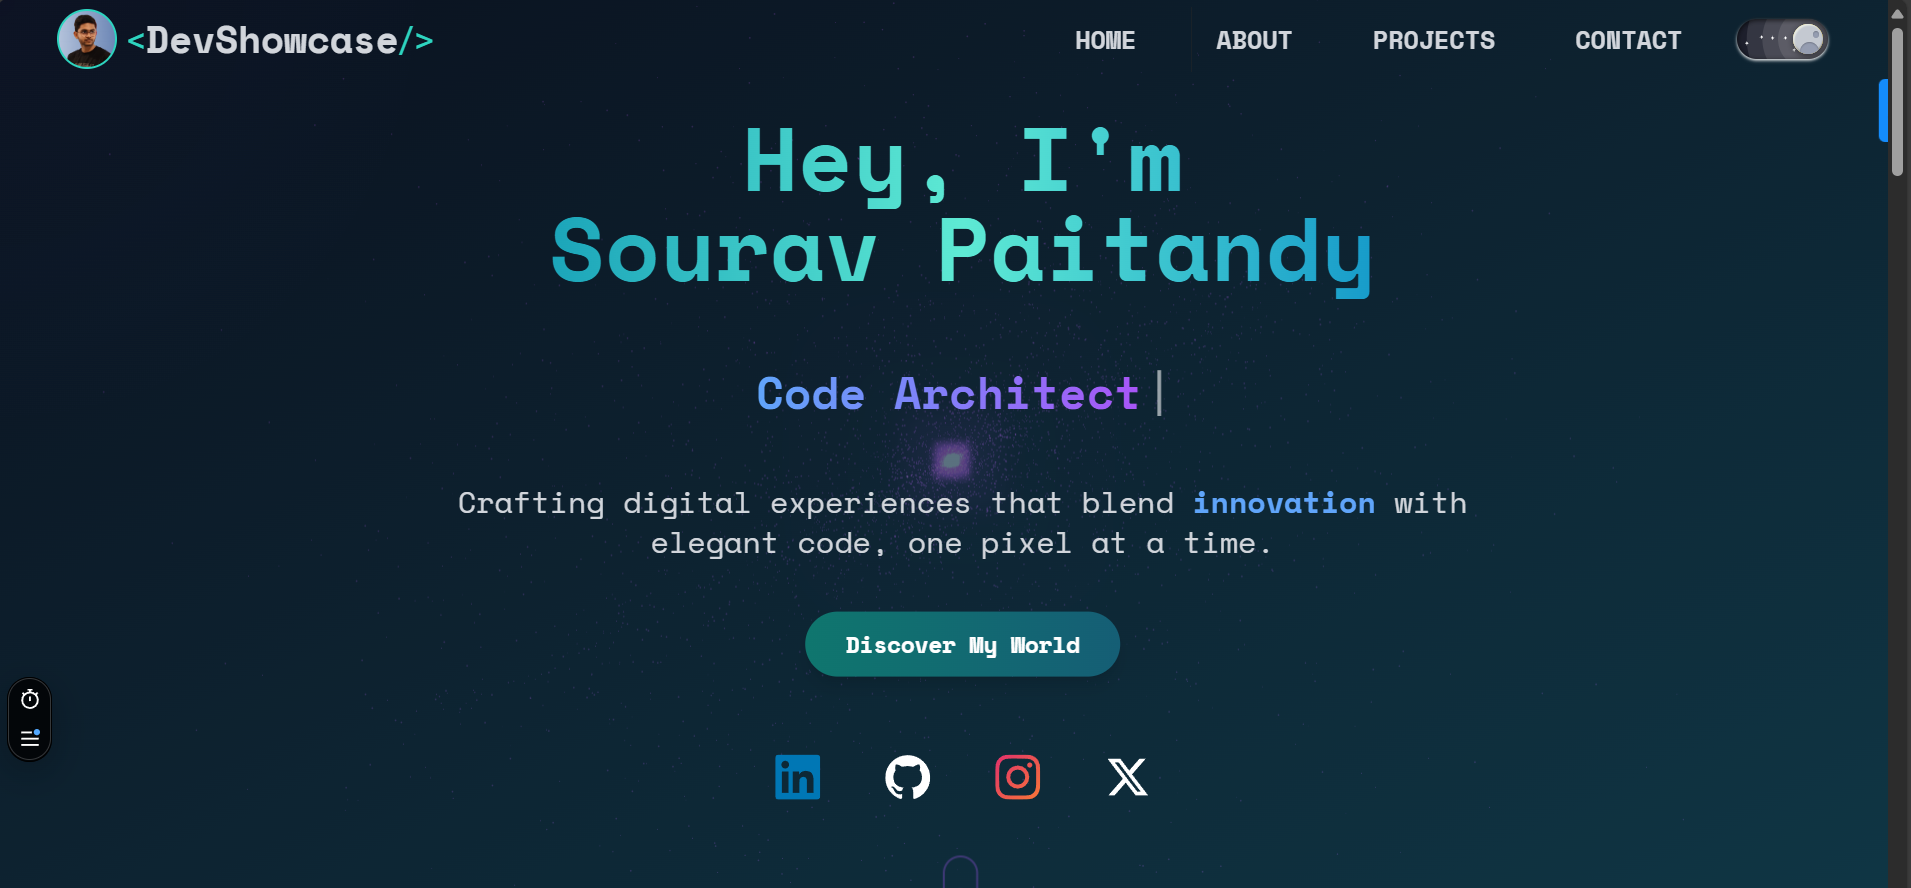 <DevShowcase/>
HOME
ABOUT
PROJECTS
CONTACT
Hey, I'm
Sourav Paitandy
Code Architect|
Crafting digital experiences that blend innovation with
elegant code, one pixel at a time.
Discover My World
in
X